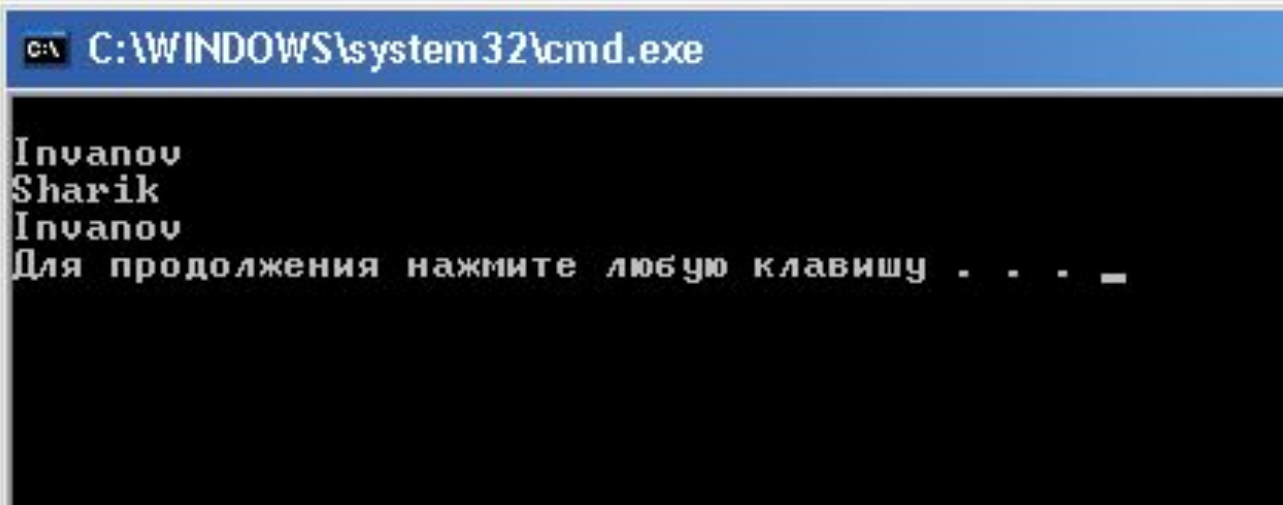 C:\WINDOWS\system32\cmd.exe
Invanov
Sharik
Invanov
Для продолжения нажмите любую клавишу . . . _